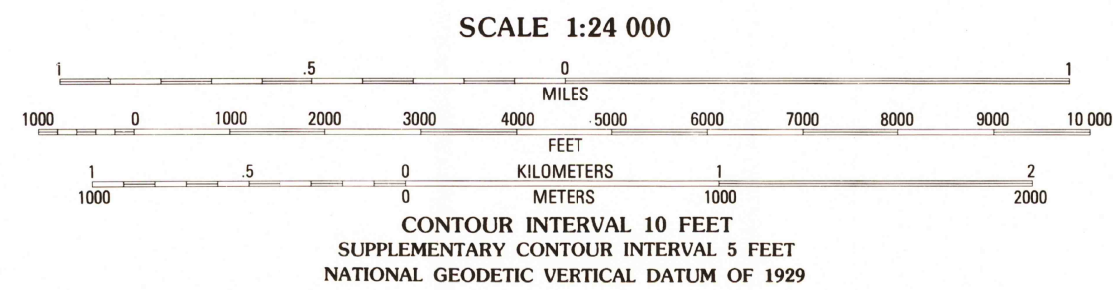 SCALE 1:24 000
1 .5 0 1
MILES
1000 0 1000 2000 3000 4000 5000 6000 7000 8000 9000 10 000
FEET
1 .5 0 KILOMETERS 1 2
1000 0 METERS 1000 2000
CONTOUR INTERVAL 10 FEET
SUPPLEMENTARY CONTOUR INTERVAL 5 FEET
NATIONAL GEODETIC VERTICAL DATUM OF 1929